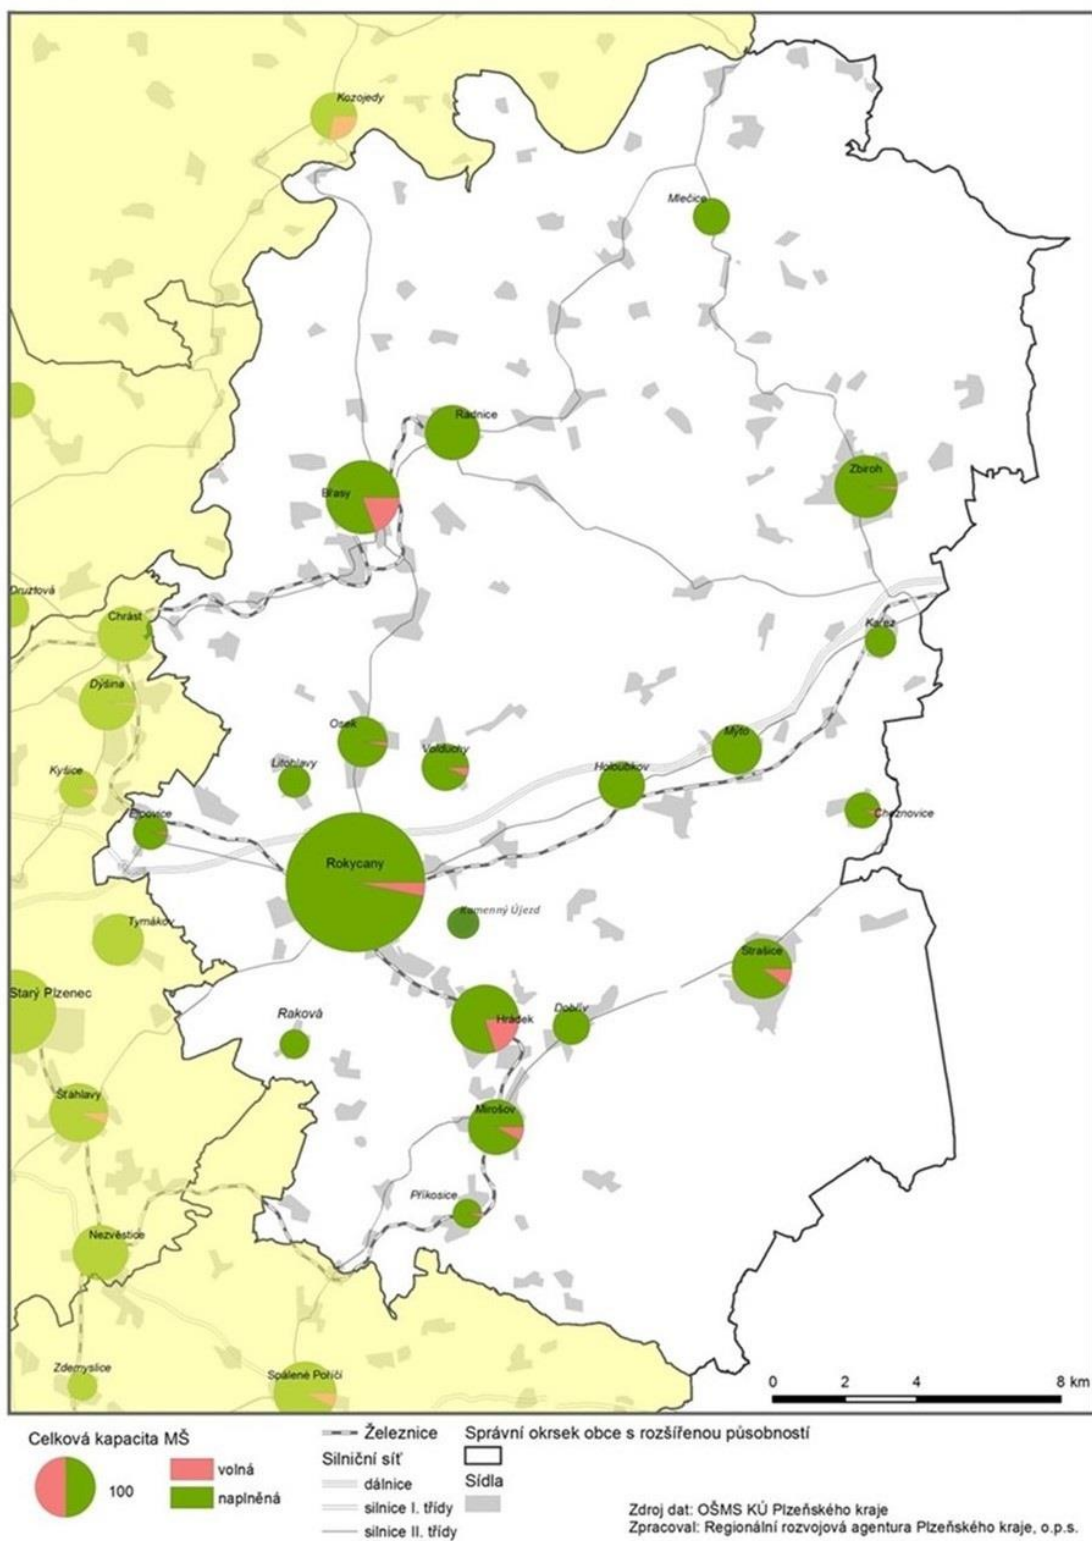 Kozojedy
Mlečice
Radnice
Zbiroh
Břasy
Druztová
Chrást
Kařez
Dýšina
Osek
Mýto
Volduchy
Litohlavy
Holoubkov
Kyšice
Ejpovice
Cheznovice
Rokycany
Kamenný Újezd
Tymákov
Strašice
Starý Plzenec
Raková
Dobřív
Hrádek
Šťáhlavy
Mirošov
Příkosice
Nezvěstice
Zdemyslice
Spálené Poříčí
0 2 4 8 km
Celková kapacita MŠ
100
volná
naplněná
Železnice
Silniční síť
dálnice
silnice I. třídy
silnice II. třídy
Správní okrsek obce s rozšířenou působností
Sídla
Zdroj dat: OŠMS KÚ Plzeňského kraje
Zpracoval: Regionální rozvojová agentura Plzeňského kraje, o.p.s.